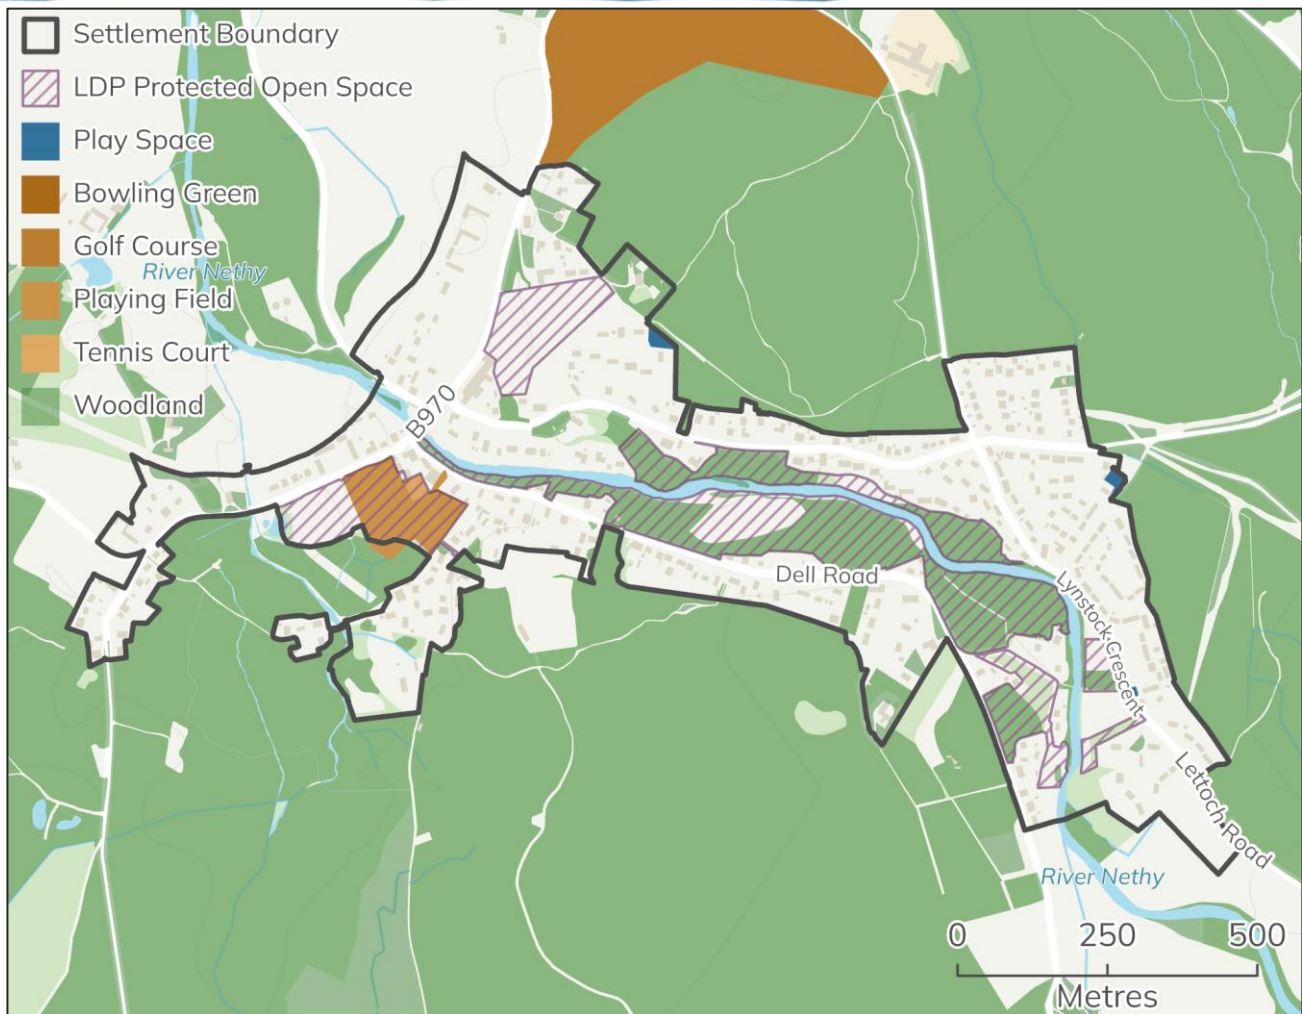 Settlement Boundary
LDP Protected Open Space
Play Space
Bowling Green
Golf Course
River Nethy
Playing Field
Tennis Court
Woodland
B970
Dell Road
Lynstock Crescent
Lettoch Road
River Nethy
0 250 500
Metres